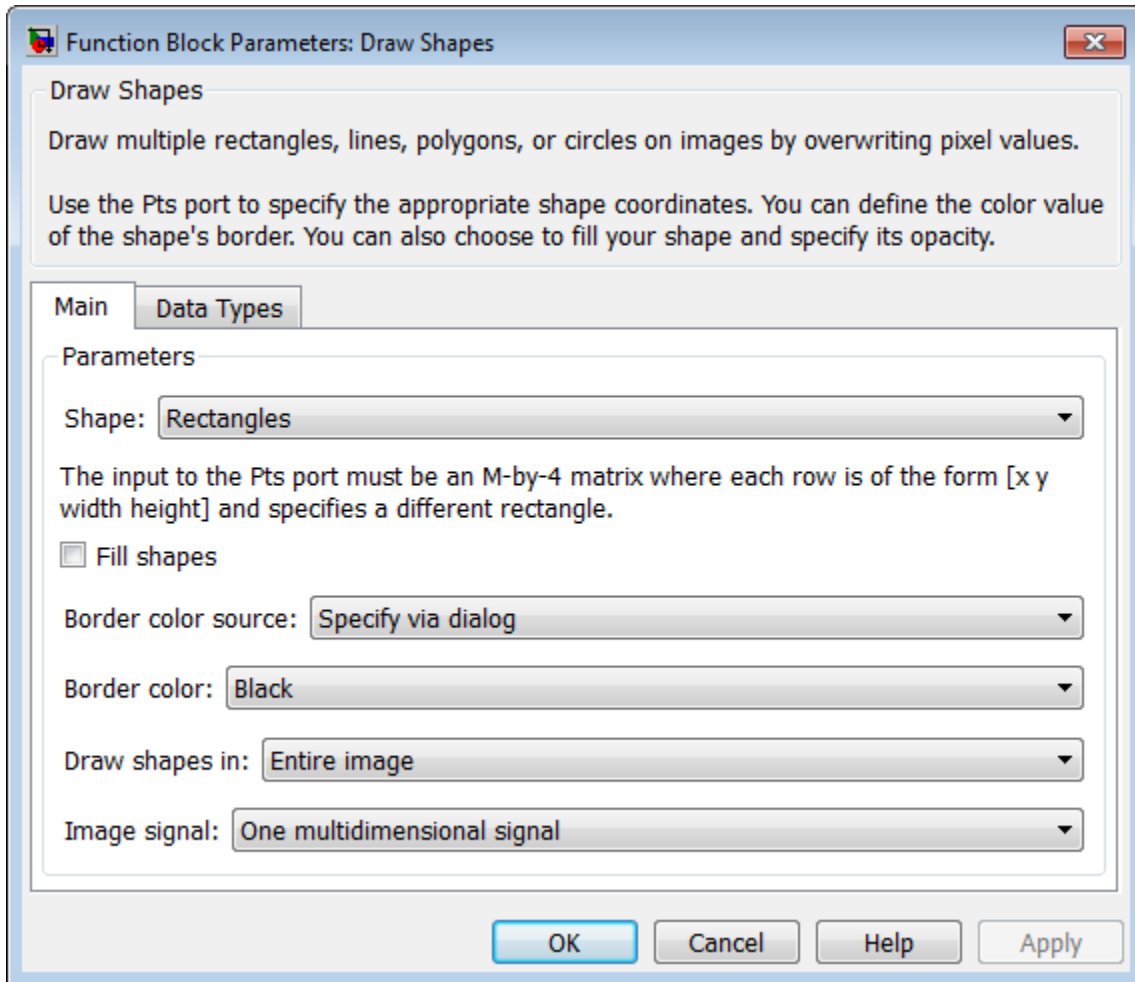 Function Block Parameters: Draw Shapes
Draw Shapes
Draw multiple rectangles, lines, polygons, or circles on images by overwriting pixel values.
Use the Pts port to specify the appropriate shape coordinates. You can define the color value
of the shape's border. You can also choose to fill your shape and specify its opacity.
Main Data Types
Parameters
Shape: Rectangles
The input to the Pts port must be an M-by-4 matrix where each row is of the form [x y
width height] and specifies a different rectangle.
Fill shapes
Border color source: Specify via dialog
Border color: Black
Draw shapes in: Entire image
Image signal: One multidimensional signal
OK Cancel Help Apply